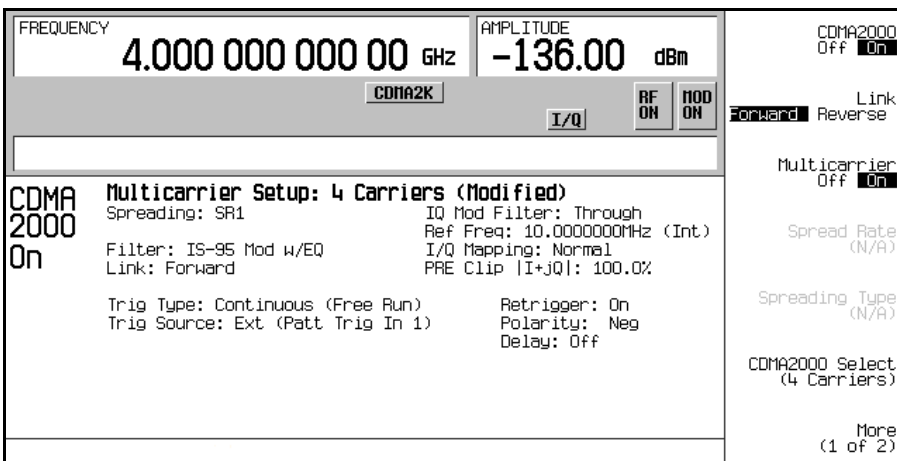 FREQUENCY
4.000 000 000 00 GHz
AMPLITUDE
-136.00 dBm
CDMA2K
I/Q
RF ON
MOD ON
CDMA 2000 On
Multicarrier Setup: 4 Carriers (Modified)
Spreading: SR1
IQ Mod Filter: Through
Ref Freq: 10.0000000MHz (Int)
Filter: IS-95 Mod w/EQ
I/Q Mapping: Normal
Link: Forward
PRE Clip |I+jQ|: 100.0%
Trig Type: Continuous (Free Run)
Retrigger: On
Trig Source: Ext (Patt Trig In 1)
Polarity: Neg
Delay: Off
CDMA2000
Off On
Link
Forward Reverse
Multicarrier
Off On
Spread Rate
(N/A)
Spreading Type
(N/A)
CDMA2000 Select
(4 Carriers)
More
(1 of 2)